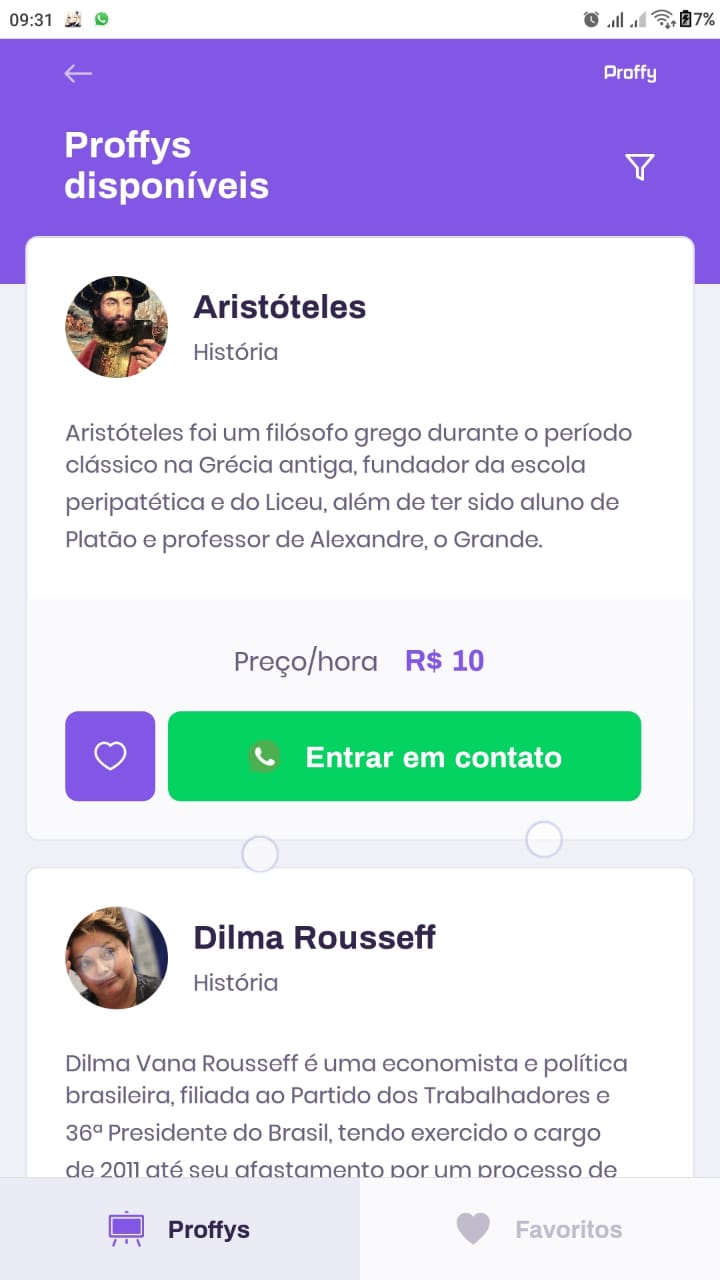 09:31
7%
Proffy
Proffys
disponíveis
Aristóteles
História
Aristóteles foi um filósofo grego durante o período
clássico na Grécia antiga, fundador da escola
peripatética e do Liceu, além de ter sido aluno de
Platão e professor de Alexandre, o Grande.
Preço/hora R$ 10
Entrar em contato
Dilma Rousseff
História
Dilma Vana Rousseff é uma economista e política
brasileira, filiada ao Partido dos Trabalhadores e
36ª Presidente do Brasil, tendo exercido o cargo
de 2011 até seu afastamento por um processo de
Proffys
Favoritos